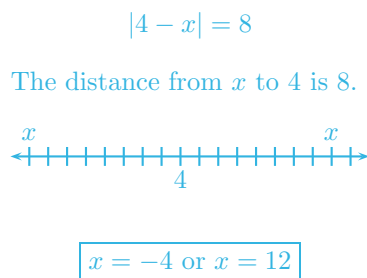 |4 − x| = 8
The distance from x to 4 is 8.
x x
4
x = −4 or x = 12